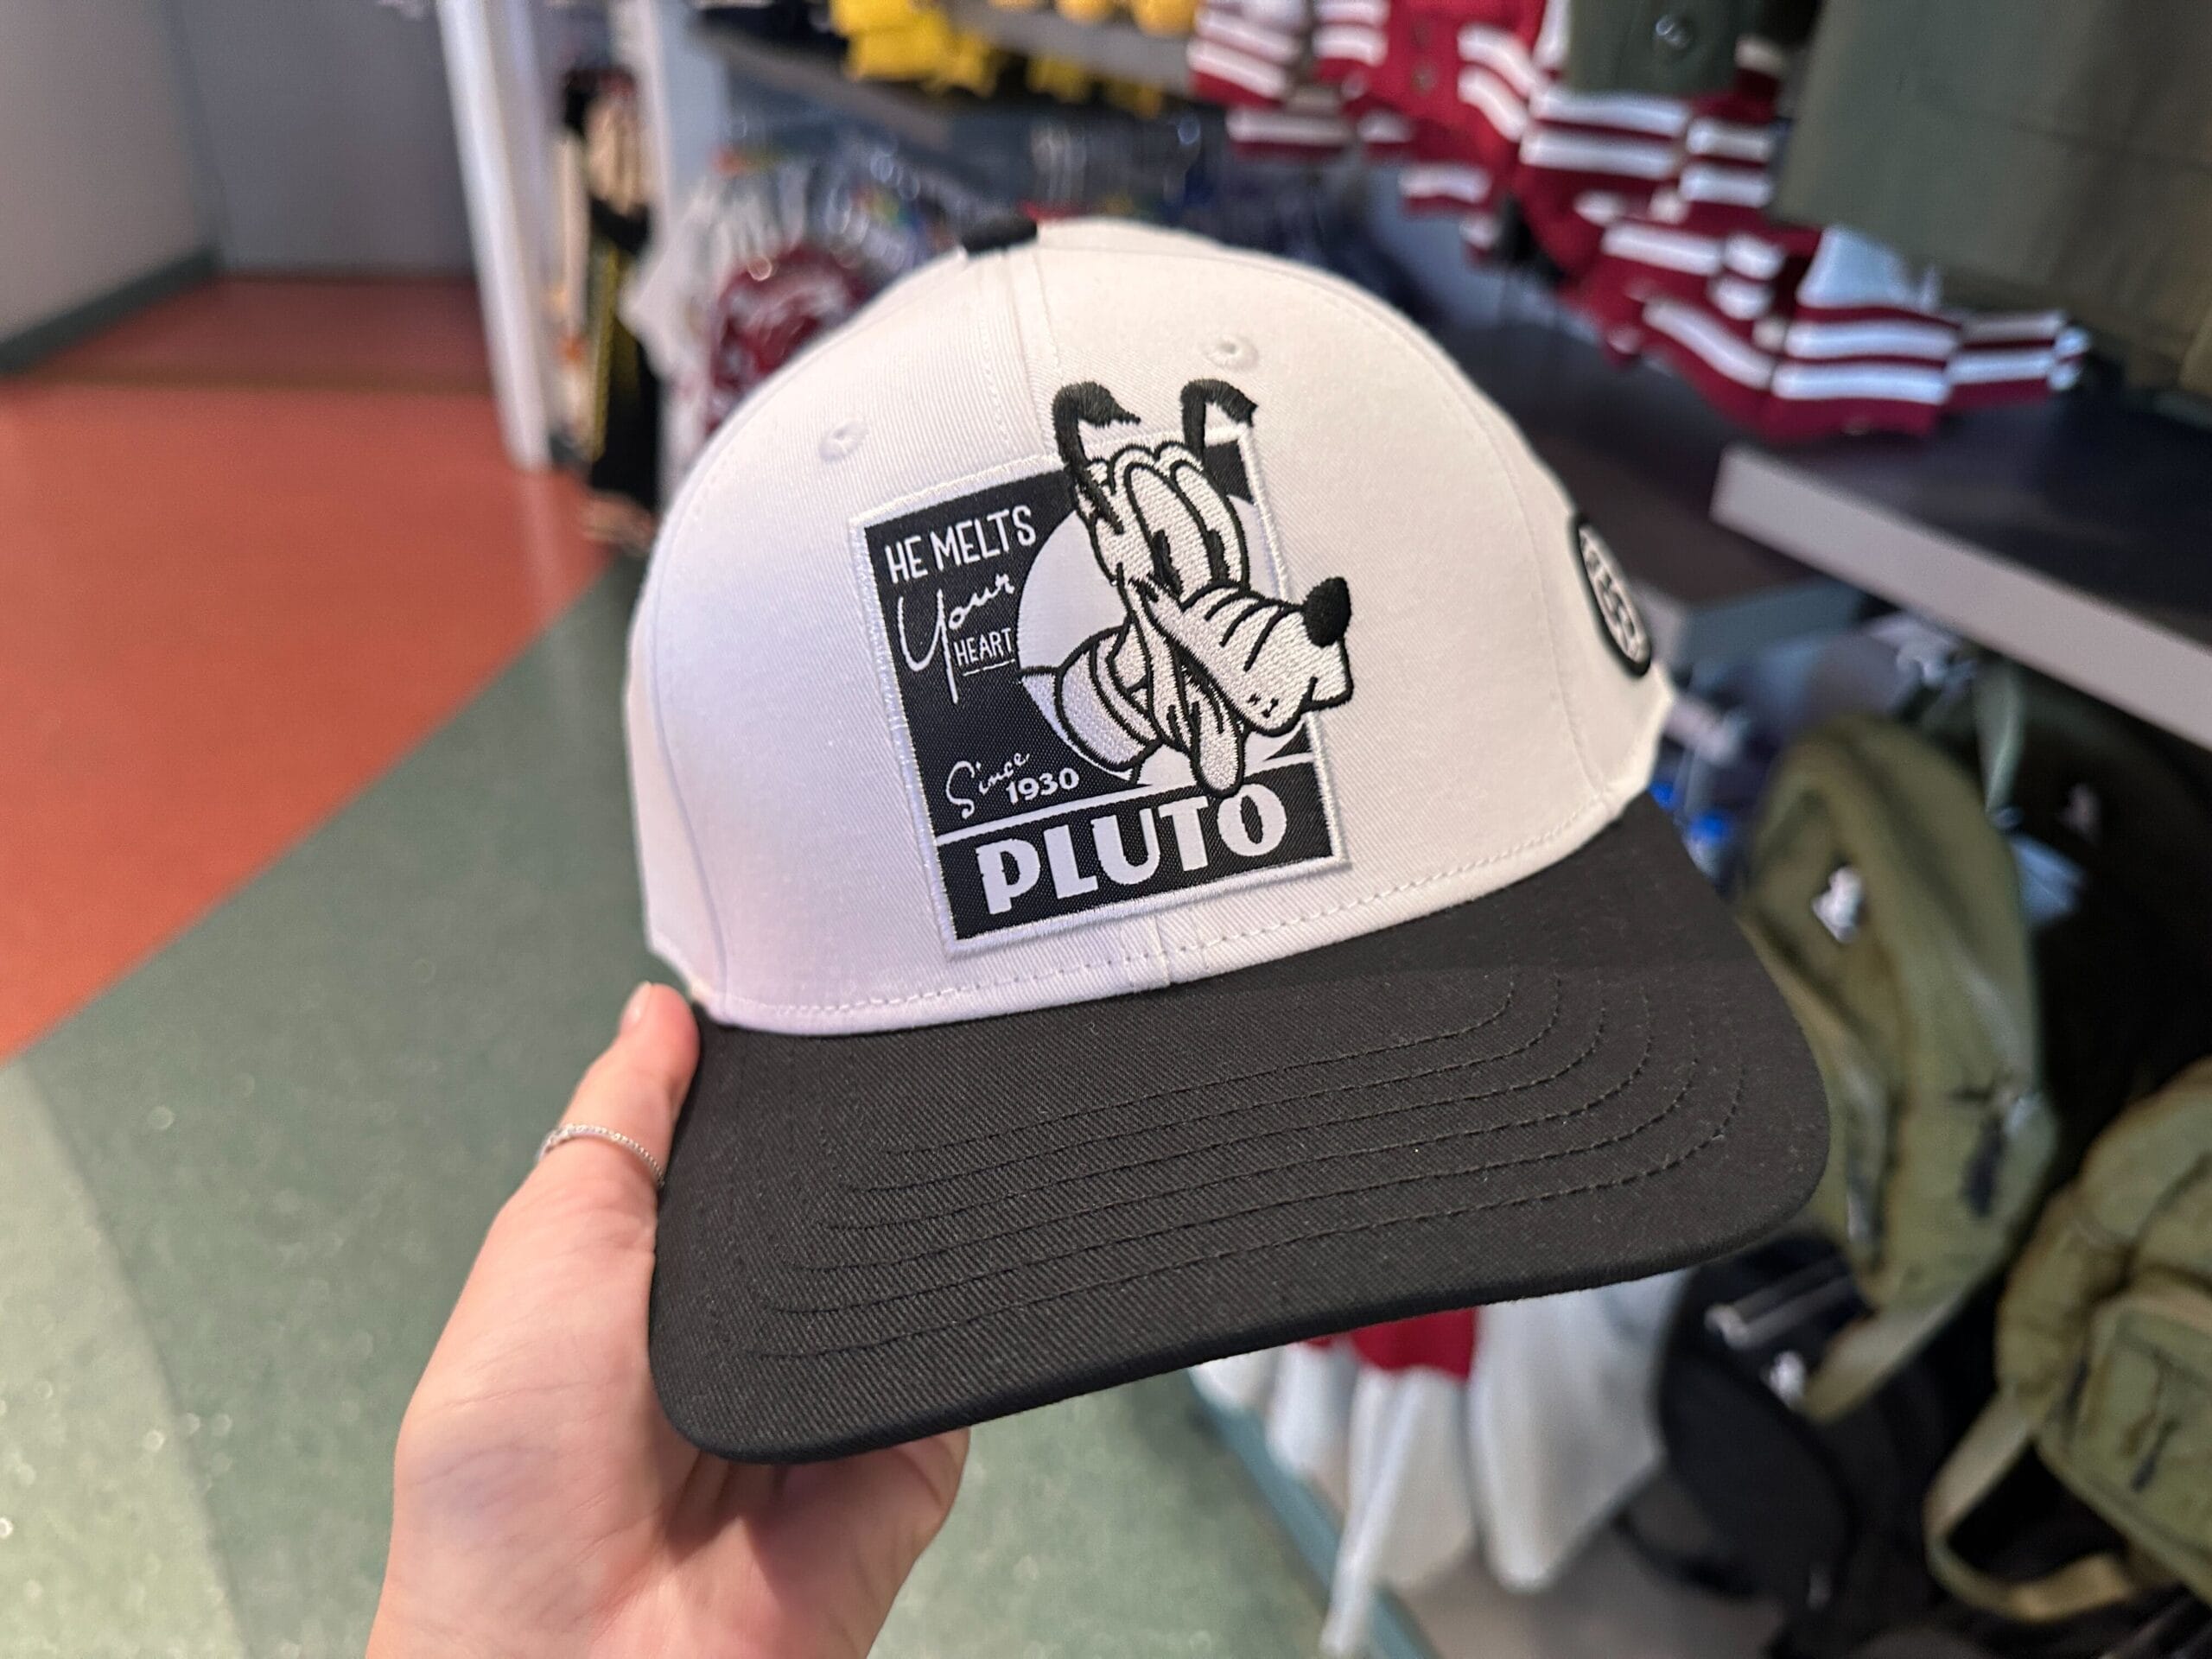 HE MELTS
Your
HEART
Since
1930
PLUTO